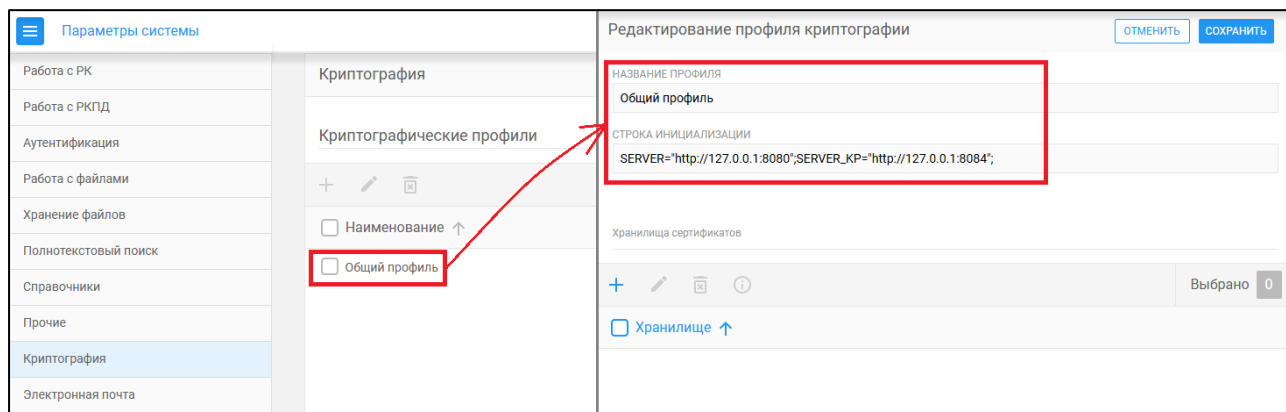 Параметры системы
Работа с РК
Работа с РКПД
Аутентификация
Работа с файлами
Хранение файлов
Полнотекстовый поиск
Справочники
Прочие
Криптография
Электронная почта
Криптография
Криптографические профили
Наименование
Общий профиль
Редактирование профиля криптографии
ОТМЕНИТЬ
СОХРАНИТЬ
НАЗВАНИЕ ПРОФИЛЯ
Общий профиль
СТРОКА ИНИЦИАЛИЗАЦИИ
SERVER="http://127.0.0.1:8080";SERVER_KP="http://127.0.0.1:8084";
Хранилища сертификатов
Выбрано 0
Хранилище